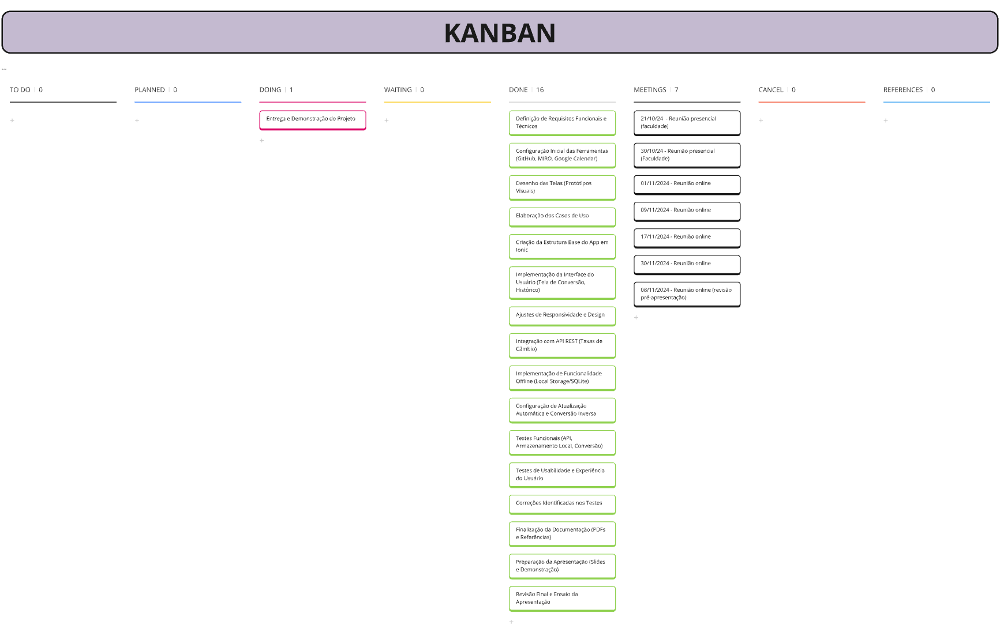 KANBAN
...
TO DO | 0
PLANNED | 0
DOING | 1
WAITING | 0
DONE | 16
MEETINGS | 7
CANCEL | 0
REFERENCES | 0
+
+
Entrega e Demonstração do Projeto
+
+
Definição de Requisitos Funcionais e
Técnicos
Configuração Inicial das Ferramentas
(GitHub, MIRO, Google Calendar)
Desenho das Telas (Protótipos
Visuais)
Elaboração dos Casos de Uso
Criação da Estrutura Base do App em
Ionic
Implementação da Interface do
Usuário (Tela de Conversão,
Histórico)
Ajustes de Responsividade e Design
Integração com API REST (Taxas de
Câmbio)
Implementação de Funcionalidade
Offline (Local Storage/SQLite)
Configuração de Atualização
Automática e Conversão Inversa
Testes Funcionais (API,
Armazenamento Local, Conversão)
Testes de Usabilidade e Experiência
do Usuário
Correções Identificadas nos Testes
Finalização da Documentação (PDFs
e Referências)
Preparação da Apresentação (Slides
e Demonstração)
Revisão Final e Ensaio da
Apresentação
+
21/10/24 - Reunião presencial
(faculdade)
30/10/24 - Reunião presencial
(Faculdade)
01/11/2024 - Reunião online
09/11/2024 - Reunião online
17/11/2024 - Reunião online
30/11/2024 - Reunião online
08/11/2024 - Reunião online (revisão
pré-apresentação)
+
+
+